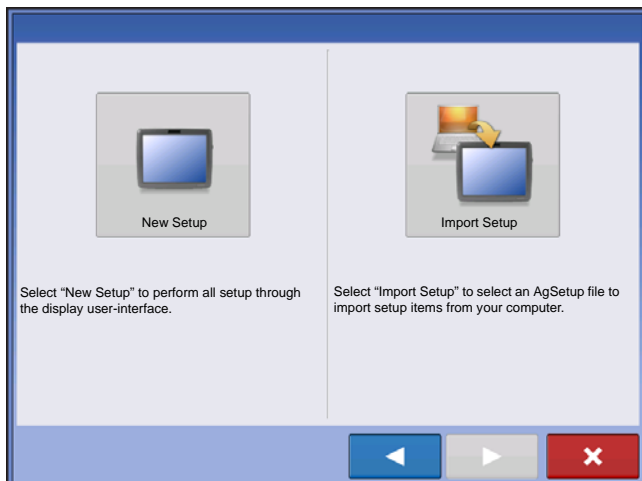 New Setup
Select “New Setup” to perform all setup through
the display user-interface.
Import Setup
Select “Import Setup” to select an AgSetup file to
import setup items from your computer.